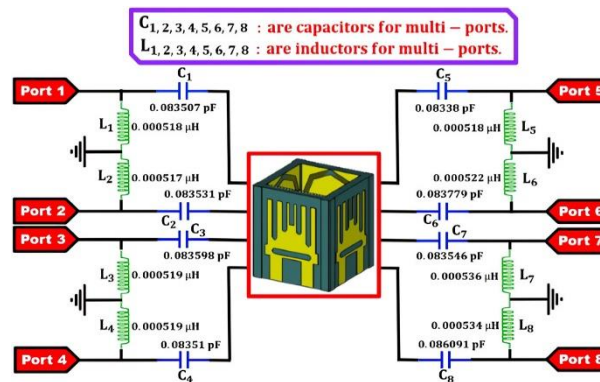 C1, 2, 3, 4, 5, 6, 7, 8 : are capacitors for multi – ports.
L1, 2, 3, 4, 5, 6, 7, 8 : are inductors for multi – ports.
Port 1
C1
0.083507 pF
C5
0.08338 pF
Port 5
L1
0.000518 μH
0.000518 μH
L5
L2
0.000517 μH
0.000522 μH
L6
0.083531 pF
0.083779 pF
Port 2
C2
C6
Port 6
Port 3
C3
C7
Port 7
0.083598 pF
0.083546 pF
L3
0.000519 μH
0.000536 μH
L7
L4
0.000519 μH
0.000534 μH
L8
0.08351 pF
0.086091 pF
Port 4
C4
C8
Port 8